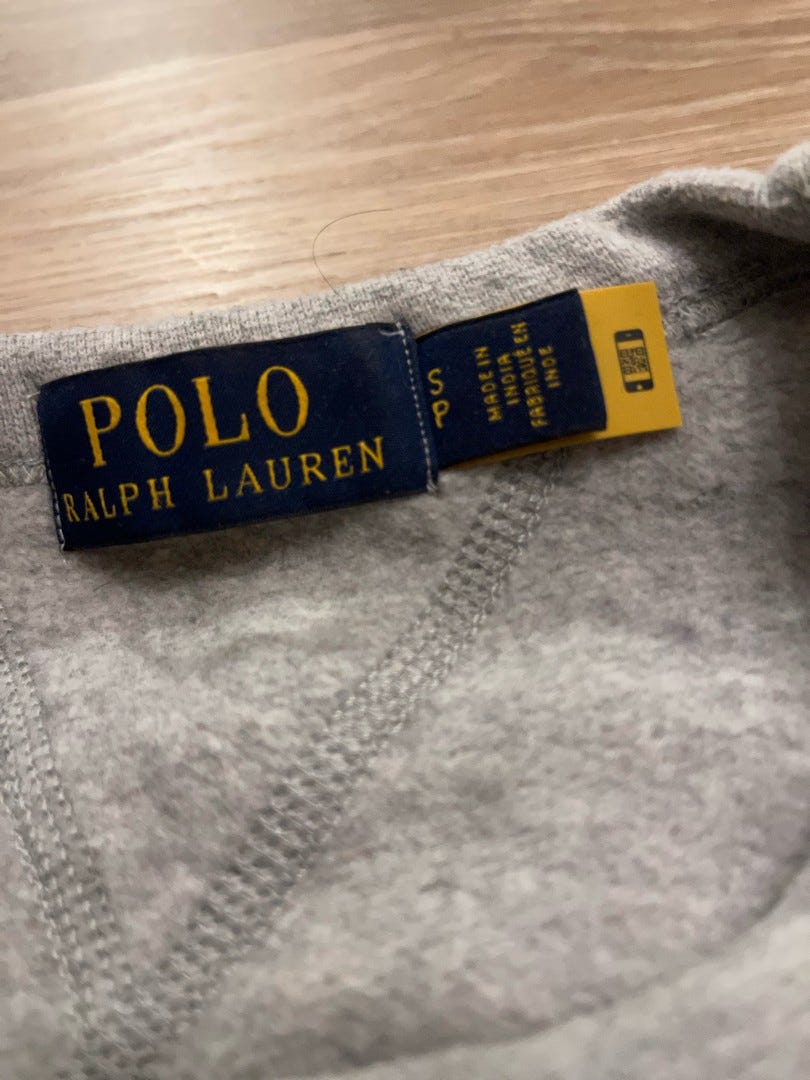 POLO
RALPH LAUREN
S
P
MADE IN
INDIA
FABRIQUÉ EN
INDE